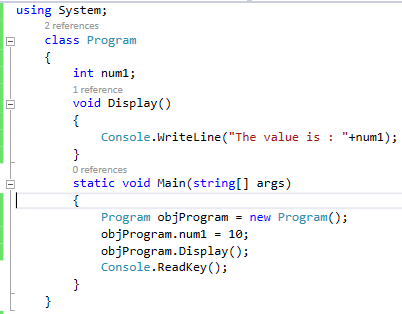 using System;
2 references
class Program
{
int num1;
1 reference
void Display()
{
Console.WriteLine("The value is : "+num1);
}
0 references
static void Main(string[] args)
{
Program objProgram = new Program();
objProgram.num1 = 10;
objProgram.Display();
Console.ReadKey();
}
}